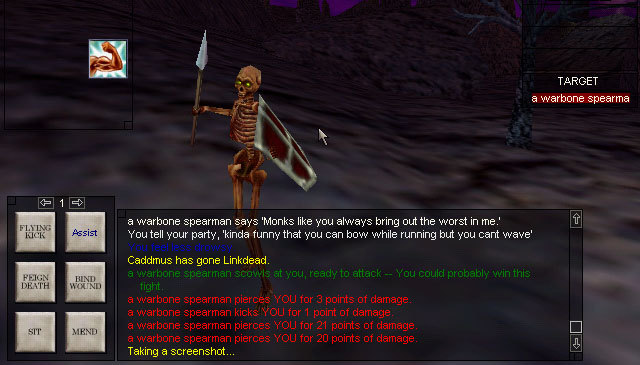 TARGET
a warbone spearma
1
FLYING
KICK
Assist
FEIGN
DEATH
BIND
WOUND
SIT
MEND
a warbone spearman says 'Monks like you always bring out the worst in me.'
You tell your party, 'kinda funny that you can bow while running but you cant wave'
Caddmus has gone Linkdead.
a warbone spearman scowls at you, ready to attack -- You could probably win this
fight.
a warbone spearman pierces YOU for 3 points of damage.
a warbone spearman kicks YOU for 1 point of damage.
a warbone spearman pierces YOU for 21 points of damage.
a warbone spearman pierces YOU for 20 points of damage.
Taking a screenshot...